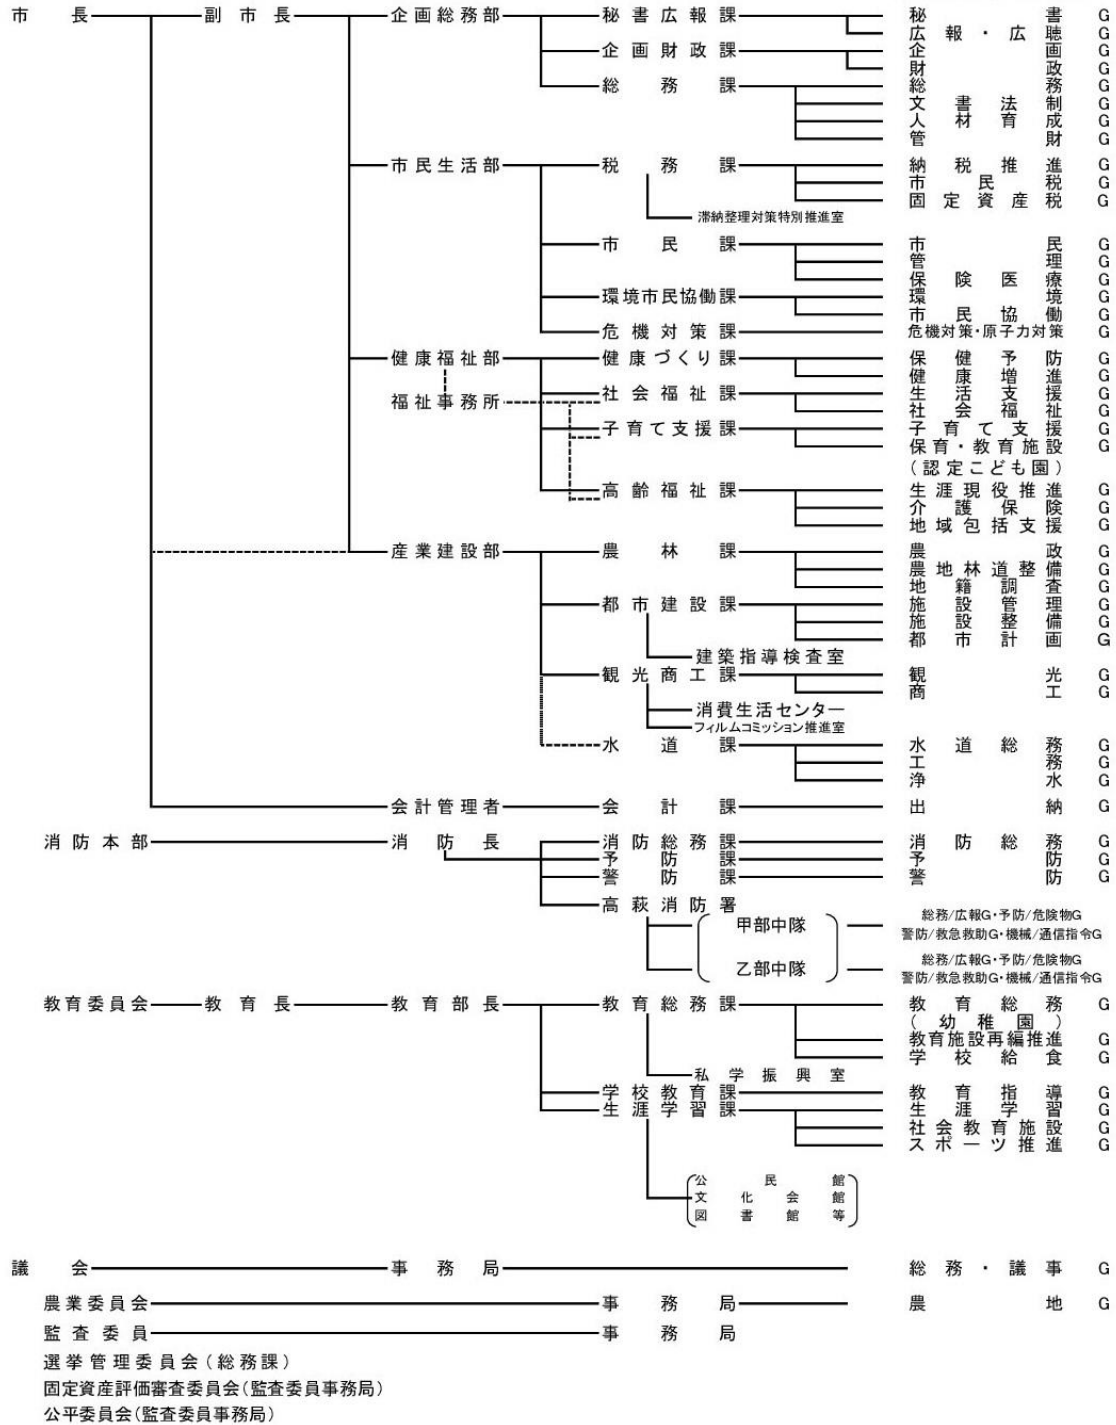 市長 副市長 企画総務部 秘書広報課 秘書G
広報・広聴G
企画財政課 企画G
財政G
総務課 総務G
文書法制G
人材育成G
管財G
市民生活部 税務課 納税推進G
市民税G
固定資産税G
滞納整理対策特別推進室
市民課 市民G
管理G
保険医療G
環境市民協働課 環境G
市民協働G
危機対策課 危機対策・原子力対策G
健康福祉部 健康づくり課 保健予防G
健康増進G
福祉事務所 社会福祉課 生活支援G
社会福祉G
子育て支援課 子育て支援G
保育・教育施設G
(認定こども園)
高齢福祉課 生涯現役推進G
介護保険G
地域包括支援G
産業建設部 農林課 農政G
農地林道整備G
地籍調査G
都市建設課 施設管理G
施設整備G
都市計画G
建築指導検査室
観光商工課 観光G
商工G
消費生活センター
フィルムコミッション推進室
水道課 水道総務G
工務G
浄水G
会計管理者 会計課 出納G
消防本部 消防長 消防総務課 消防総務G
予防課 予防G
警防課 警防G
高萩消防署
甲部中隊 総務/広報G・予防/危険物G
警防/救急救助G・機械/通信指令G
乙部中隊 総務/広報G・予防/危険物G
警防/救急救助G・機械/通信指令G
教育委員会 教育長 教育部長 教育総務課 教育総務G
(幼稚園)
教育施設再編推進G
学校給食G
私学振興室
学校教育課 教育指導G
生涯学習課 生涯学習G
社会教育施設G
スポーツ推進G
公民館
文化会館
図書館等
議会 事務局 総務・議事G
農業委員会 事務局 農地G
監査委員 事務局
選挙管理委員会(総務課)
固定資産評価審査委員会(監査委員事務局)
公平委員会(監査委員事務局)